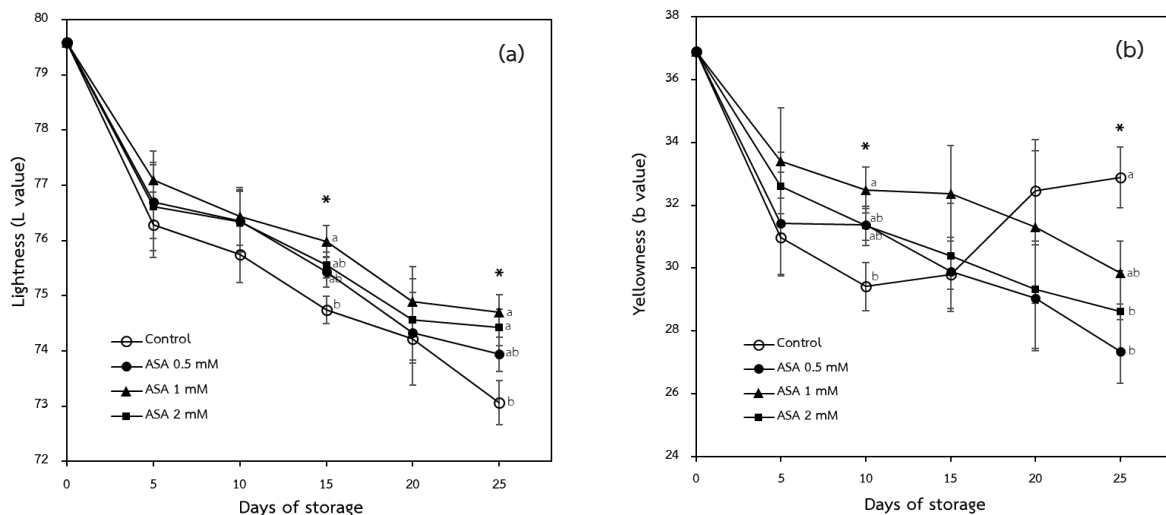 (a)
Lightness (L value)
80
79
78
77
76
75
74
73
72
*
*
a
ab
ab
b
a
a
ab
b
Control
ASA 0.5 mM
ASA 1 mM
ASA 2 mM
0 5 10 15 20 25
Days of storage
(b)
Yellowness (b value)
38
36
34
32
30
28
26
24
*
*
a
ab
ab
b
a
ab
b
b
Control
ASA 0.5 mM
ASA 1 mM
ASA 2 mM
0 5 10 15 20 25
Days of storage